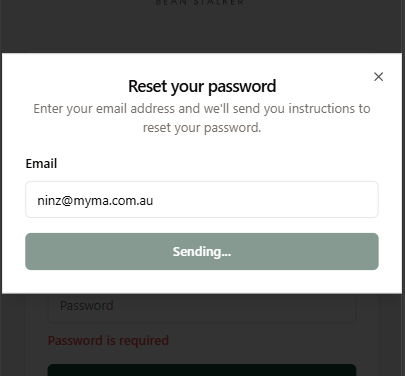 BEAN STALKER
Reset your password
Enter your email address and we'll send you instructions to
reset your password.
Email
ninz@myma.com.au
Sending...
Password
Password is required